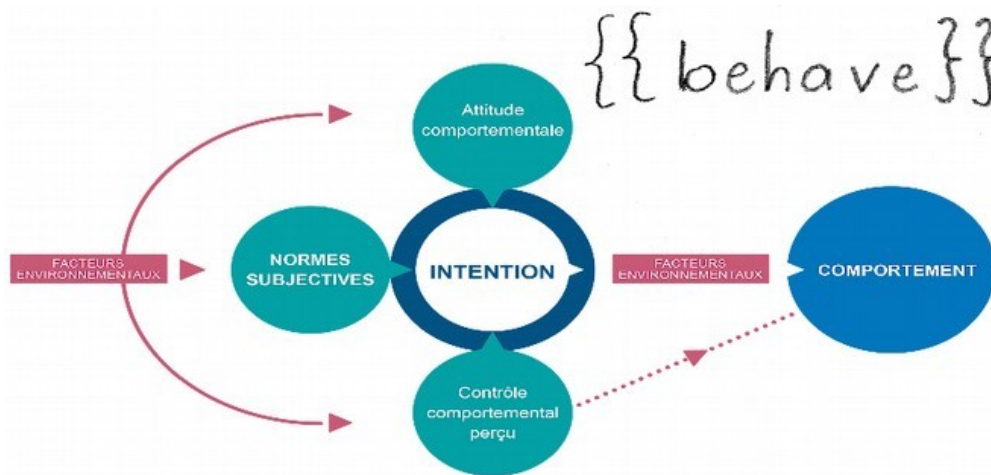 {{behave}}
Attitude
comportementale
FACTEURS
ENVIRONNEMENTAUX
NORMES
SUBJECTIVES
INTENTION
FACTEURS
ENVIRONNEMENTAUX
COMPORTEMENT
Contrôle
comportemental
perçu